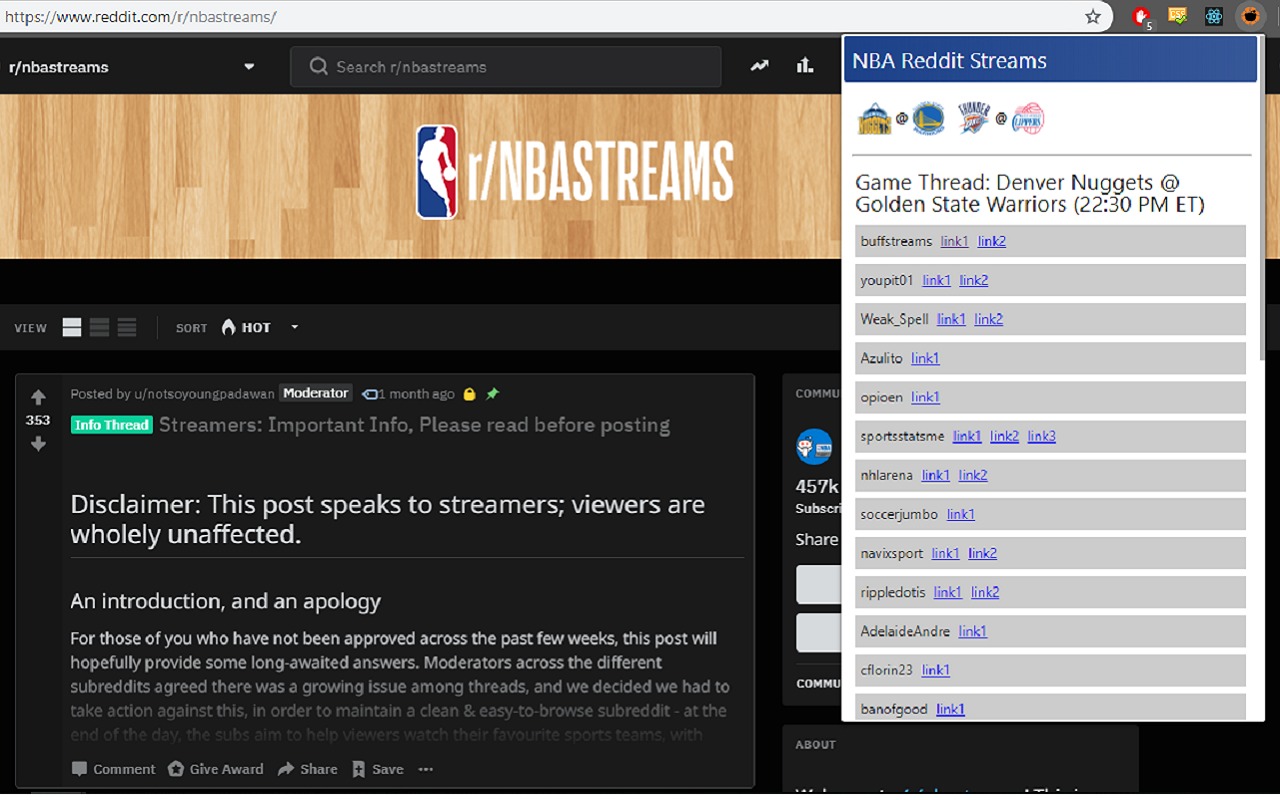 https://www.reddit.com/r/nbastreams/
5
r/nbastreams
Search r/nbastreams
r/NBASTREAMS
VIEW
SORT
HOT
Posted by u/notsoyoungpadawan Moderator 1 month ago
353
Info Thread Streamers: Important Info, Please read before posting
Disclaimer: This post speaks to streamers; viewers are
wholely unaffected.
An introduction, and an apology
For those of you who have not been approved across the past few weeks, this post will
hopefully provide some long-awaited answers. Moderators across the different
subreddits agreed there was a growing issue among threads, and we decided we had to
take action against this, in order to maintain a clean & easy-to-browse subreddit - at the
end of the day, the subs aim to help viewers watch their favourite sports teams, with
Comment Give Award Share Save
COMMU
457k
Subscri
Share
COMMU
ABOUT
NBA Reddit Streams
NUGGETS @ THUNDER @ CLIPPERS
Game Thread: Denver Nuggets @
Golden State Warriors (22:30 PM ET)
buffstreams link1 link2
youpit01 link1 link2
Weak_Spell link1 link2
Azulito link1
opioen link1
sportsstatsme link1 link2 link3
nhlarena link1 link2
soccerjumbo link1
navixsport link1 link2
rippledotis link1 link2
AdelaideAndre link1
cflorin23 link1
banofgood link1